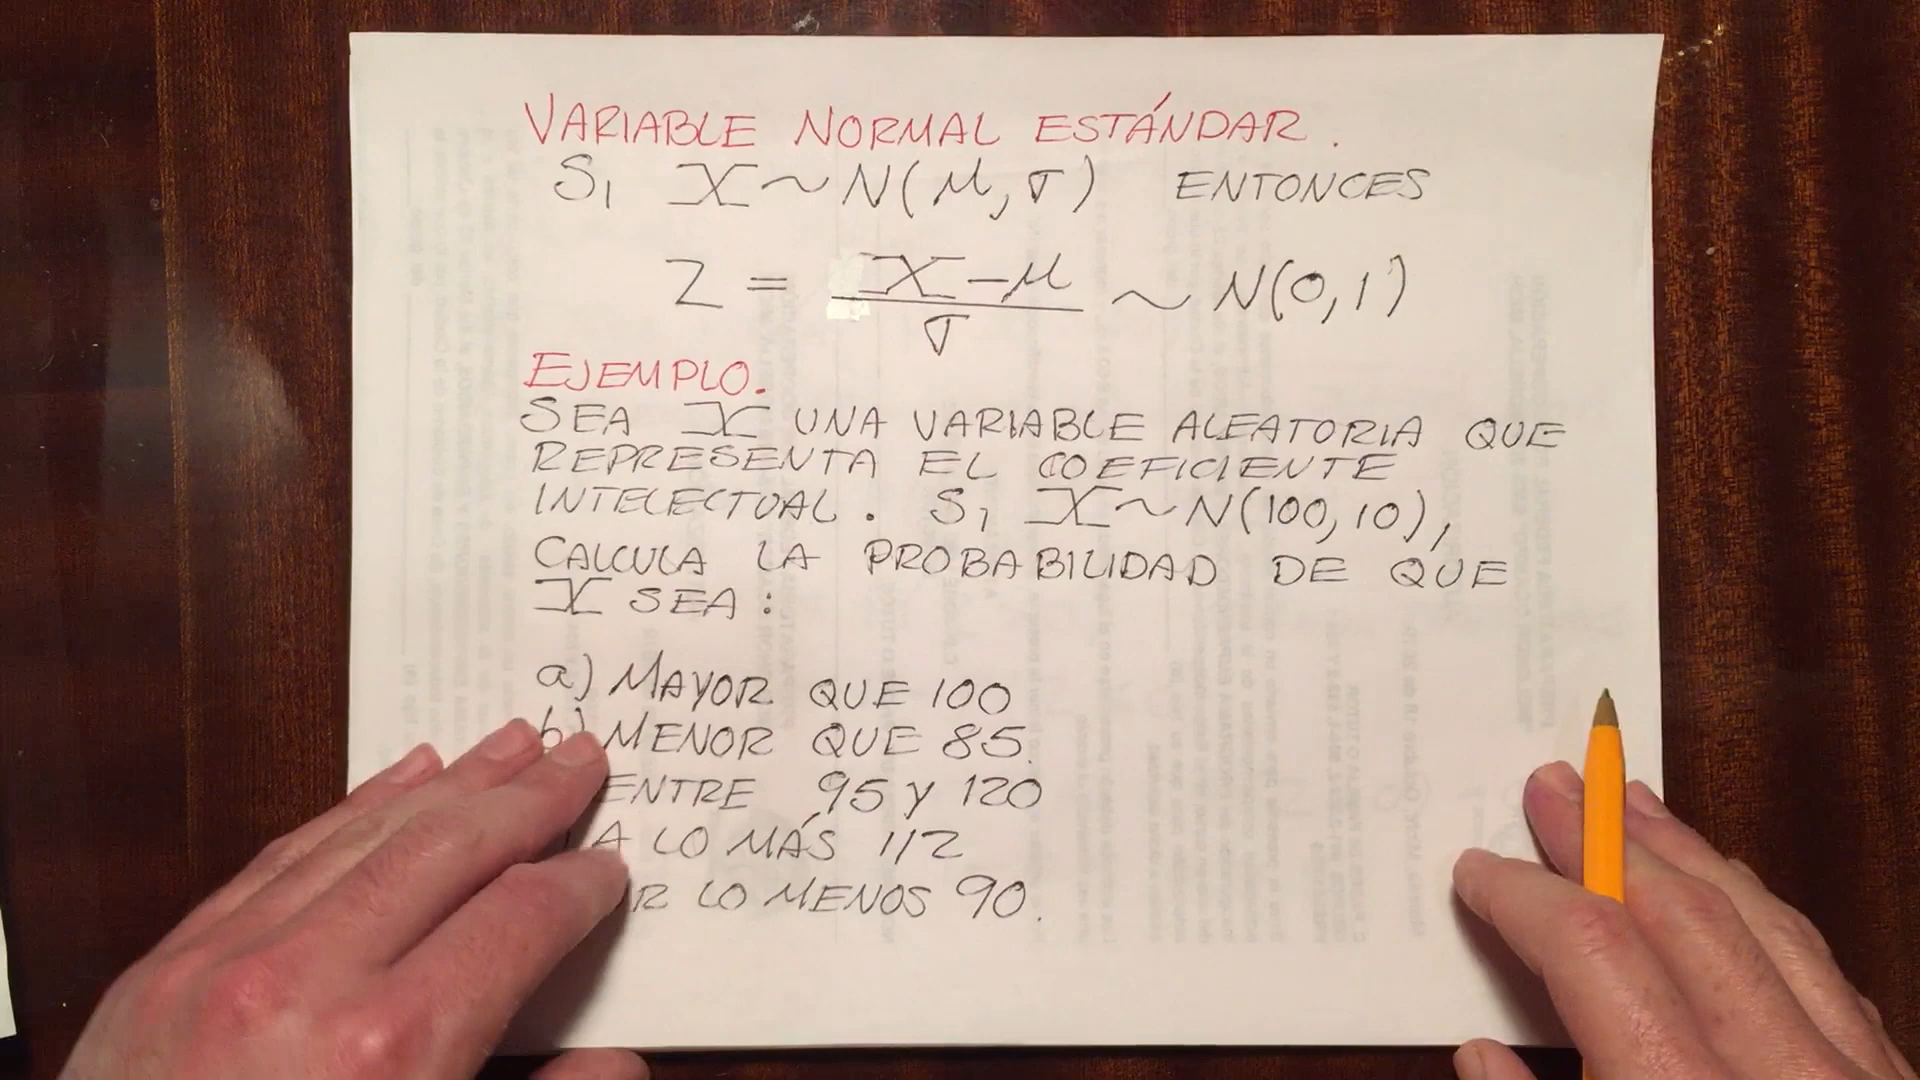 VARIABLE NORMAL ESTÁNDAR.
SI X ~ N(μ, σ) ENTONCES
Z = X - μ / σ ~ N(0, 1)
EJEMPLO.
SEA X UNA VARIABLE ALEATORIA QUE
REPRESENTA EL COEFICIENTE
INTELECTUAL. SI X ~ N(100, 10),
CALCULA LA PROBABILIDAD DE QUE
X SEA:
a) MAYOR QUE 100
b) MENOR QUE 85.
ENTRE 95 Y 120
A LO MÁS 112
LO MENOS 90.